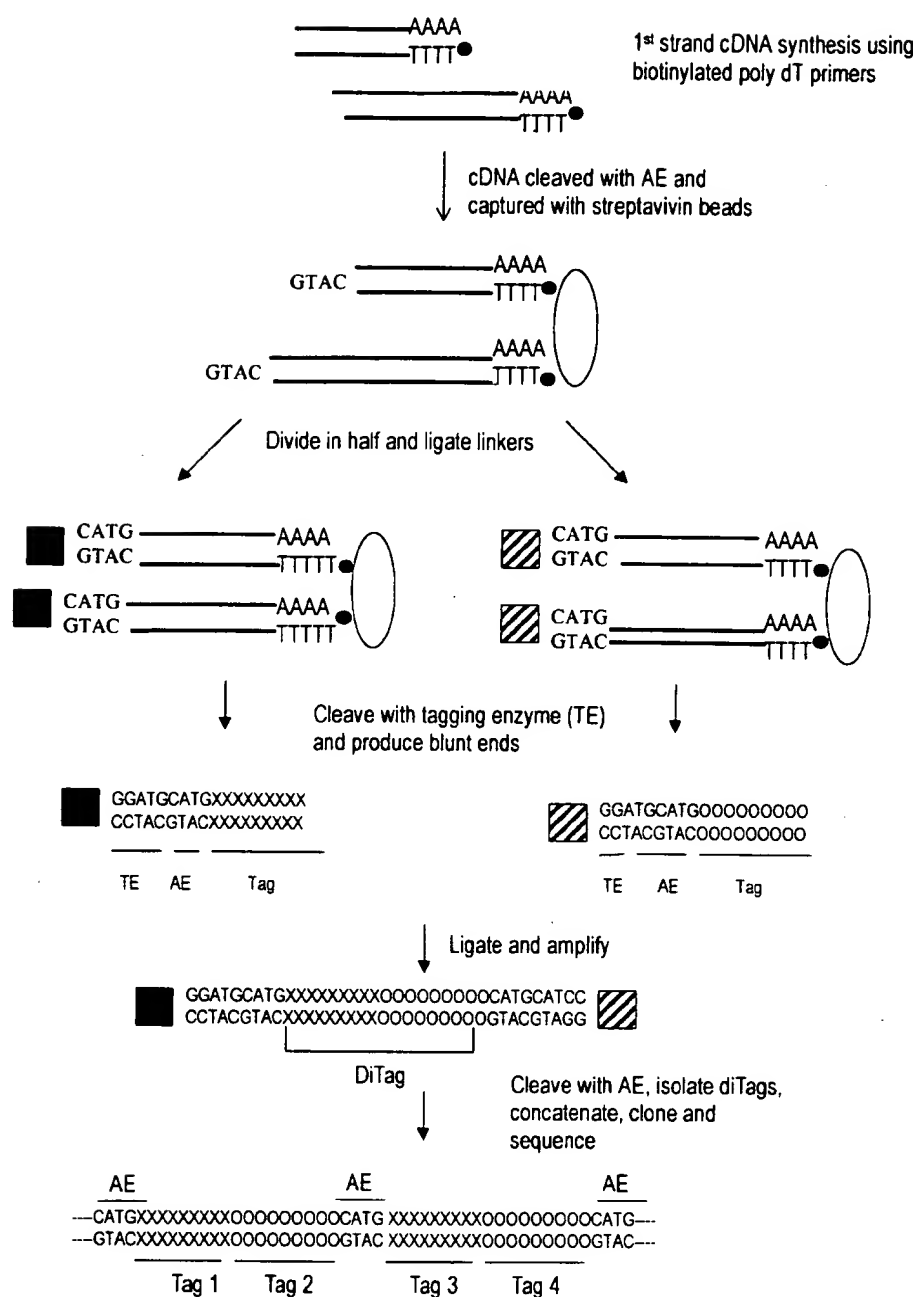 AAAA
TTTT
1st strand cDNA synthesis using
biotinylated poly dT primers
AAAA
TTTT
cDNA cleaved with AE and
captured with streptavivin beads
AAAA
GTAC
TTTT
AAAA
GTAC
TTTT
Divide in half and ligate linkers
CATG AAAA
GTAC TTTTT
CATG AAAA
GTAC TTTTT
CATG AAAA
GTAC TTTT
CATG AAAA
GTAC TTTT
Cleave with tagging enzyme (TE)
and produce blunt ends
GGATGCATGXXXXXXXXX
CCTACGTACXXXXXXXXX
TE AE Tag
GGATGCATGOOOOOOOOO
CCTACGTACOOOOOOOOO
TE AE Tag
Ligate and amplify
GGATGCATGXXXXXXXXXOOOOOOOOOCATGCATCC
CCTACGTACXXXXXXXXXOOOOOOOOOGTACGTAGG
DiTag
Cleave with AE, isolate diTags,
concatenate, clone and
sequence
AE AE AE
---CATGXXXXXXXXXOOOOOOOOOCATGXXXXXXXXXOOOOOOOOOCATG---
---GTACXXXXXXXXXOOOOOOOOOGTACXXXXXXXXXOOOOOOOOOGTAC---
Tag 1 Tag 2 Tag 3 Tag 4